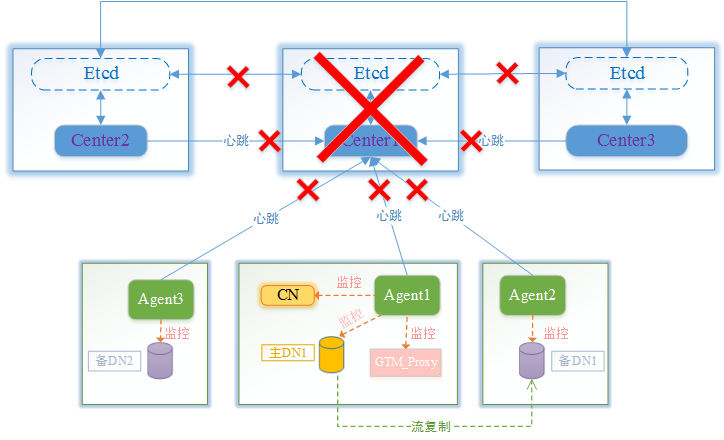 Etcd
Etcd
Etcd
Center2
心跳
Center1
心跳
Center3
心跳
心跳
心跳
Agent3
监控
备DN2
CN
监控
Agent1
监控
监控
主DN1
GTM_Proxy
Agent2
监控
备DN1
流复制